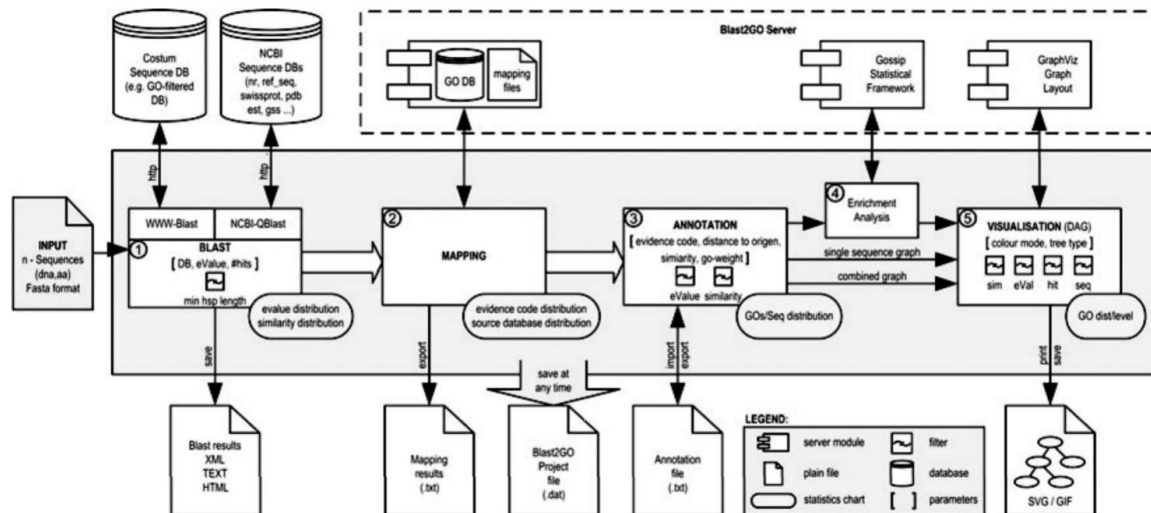 Blast2GO Server
Costum
Sequence DB
(e.g. GO-filtered
DB)
NCBI
Sequence DBs
(nr, ref_seq,
swissprot, pdb
est, gss ...)
GO DB
mapping
files
Gossip
Statistical
Framework
GraphViz
Graph
Layout
http
http
INPUT
n - Sequences
(dna,aa)
Fasta format
WWW-Blast
NCBI-QBlast
1
BLAST
[ DB, eValue, #hits ]
min hsp length
evalue distribution
similarity distribution
2
MAPPING
evidence code distribution
source database distribution
3
ANNOTATION
[ evidence code, distance to origen,
simiarity, go-weight ]
eValue similarity
GOs/Seq distribution
4
Enrichment
Analysis
single sequence graph
combined graph
5
VISUALISATION (DAG)
[ colour mode, tree type ]
sim eVal hit seq
GO dist/level
save
export
save at
any time
import
export
print
save
Blast results
XML
TEXT
HTML
Mapping
results
(.txt)
Blast2GO
Project
file
(.dat)
Annotation
file
(.txt)
LEGEND:
server module
filter
plain file
database
statistics chart
[ ] parameters
SVG / GIF